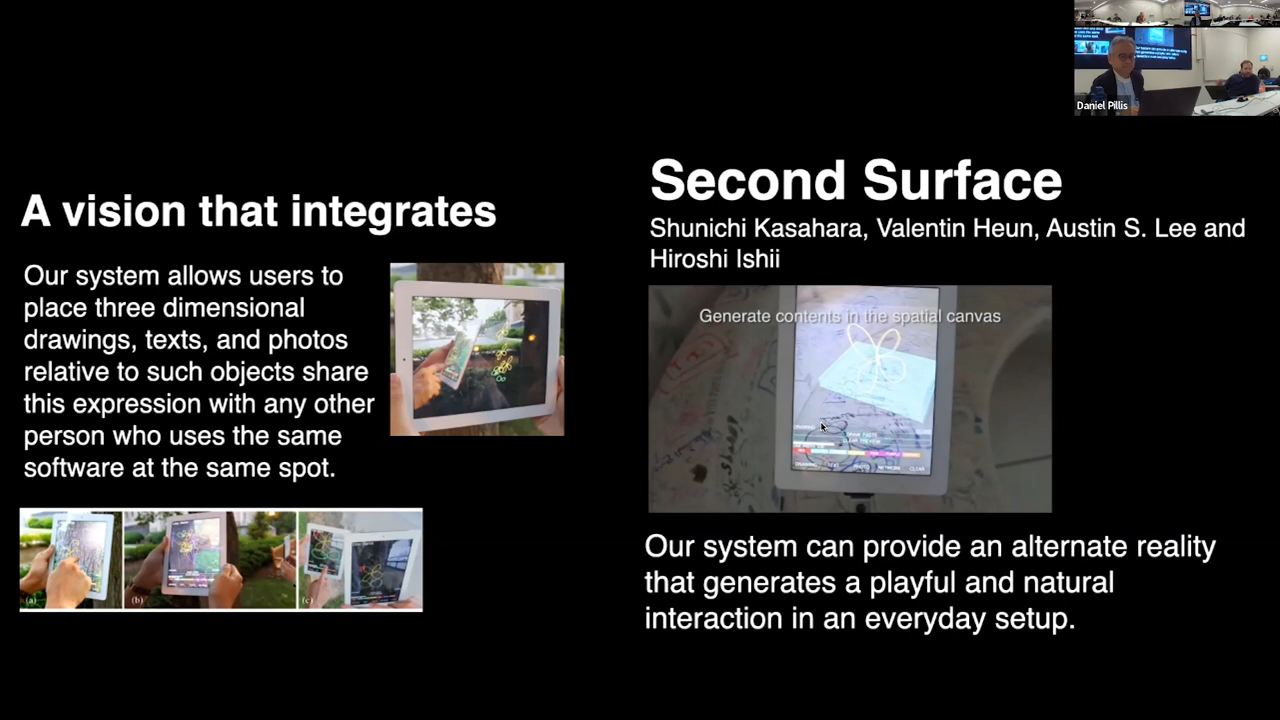 Daniel Pillis
A vision that integrates
Our system allows users to
place three dimensional
drawings, texts, and photos
relative to such objects share
this expression with any other
person who uses the same
software at the same spot.
(a)
(b)
(c)
Second Surface
Shunichi Kasahara, Valentin Heun, Austin S. Lee and
Hiroshi Ishii
Generate contents in the spatial canvas
CLEAR
Our system can provide an alternate reality
that generates a playful and natural
interaction in an everyday setup.